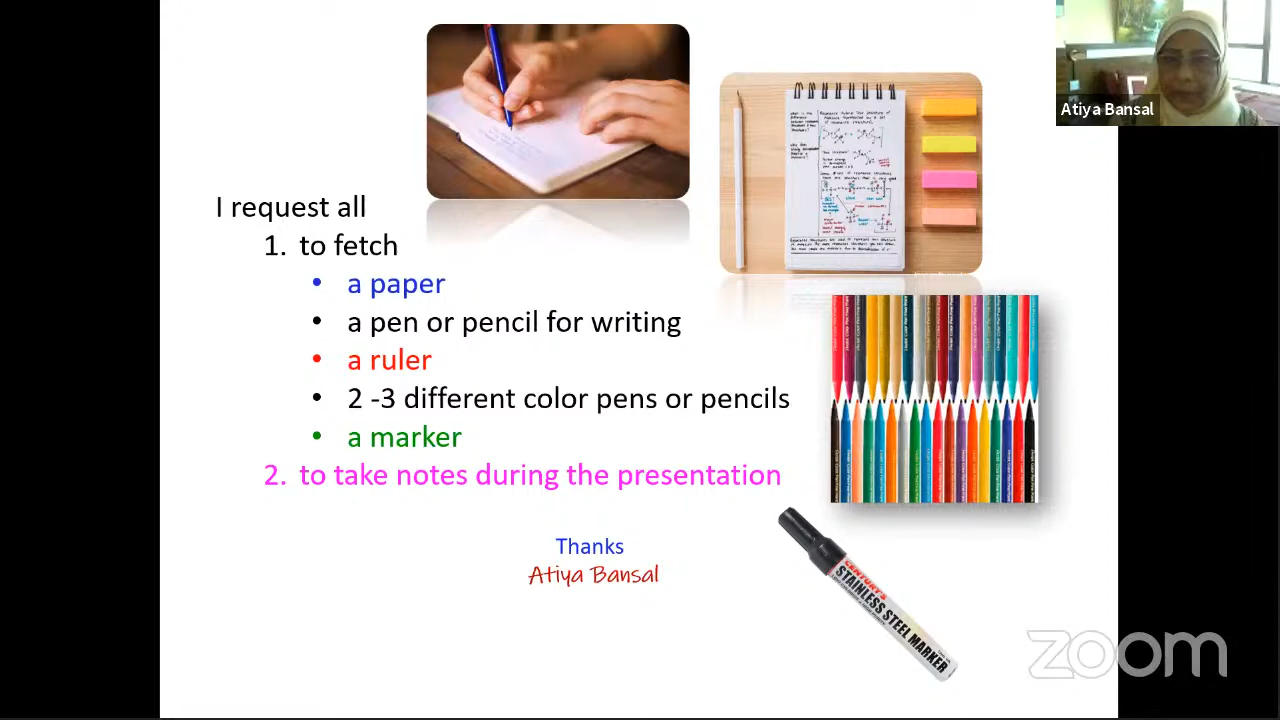 I request all
1. to fetch
• a paper
• a pen or pencil for writing
• a ruler
• 2 -3 different color pens or pencils
• a marker
2. to take notes during the presentation
Thanks
Atiya Bansal
Atiya Bansal
CENTURY'S
STAINLESS STEEL MARKER
zoom